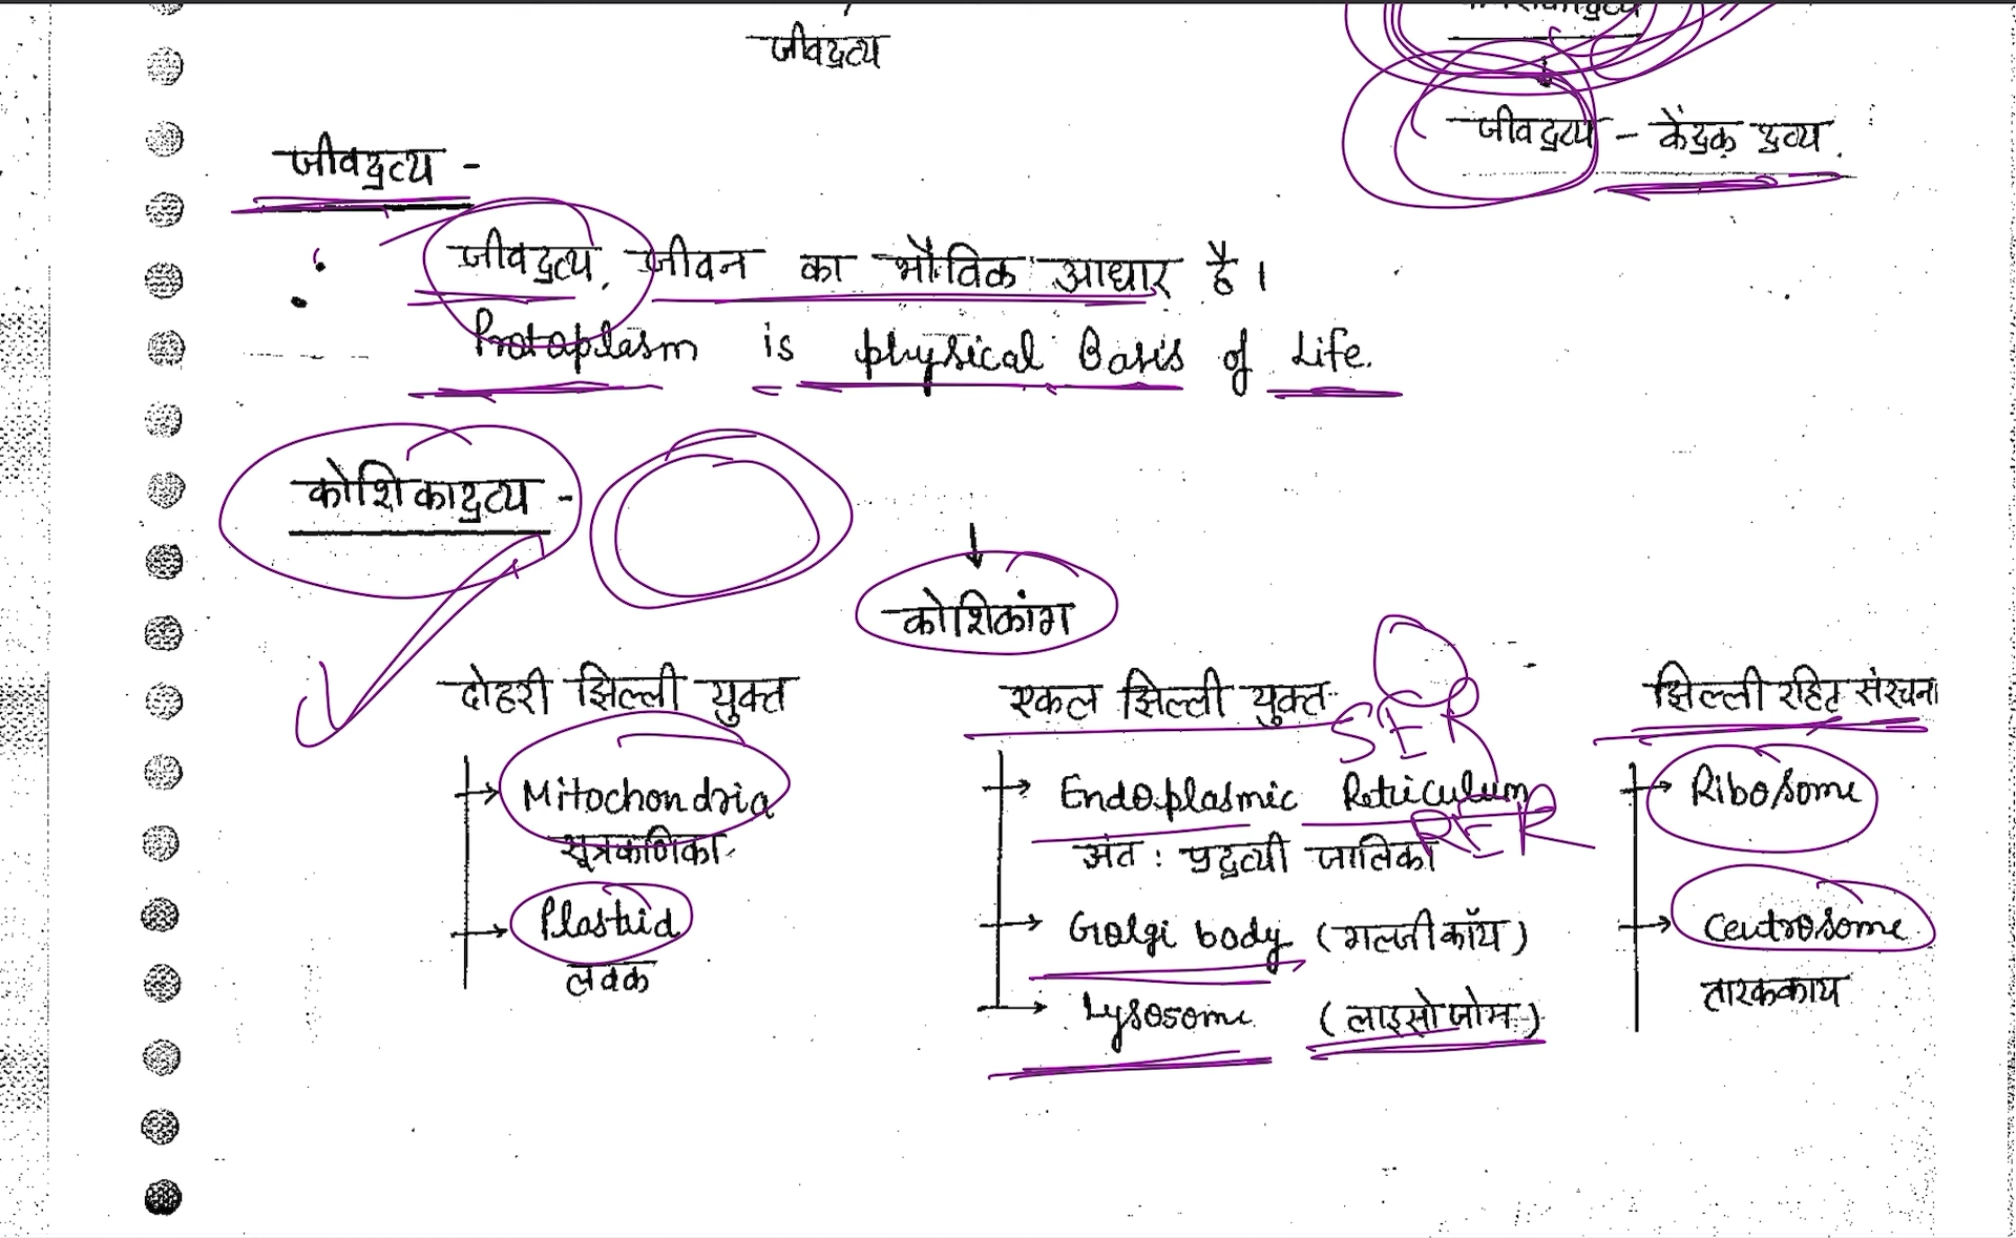 जीवद्रव्य
जीवद्रव्य - केंद्रक द्रव्य.
जीवद्रव्य -
जीवद्रव्य, जीवन का भौतिक आधार है।
Protoplasm is physical Basis of Life.
कोशिकाद्रव्य -
कोशिकांग
दोहरी झिल्ली युक्त
Mitochondria
सूत्रकणिका
Plastid
लवक
एकल झिल्ली युक्त
SER
Endoplasmic Reticulum
RER
अंत: प्रद्रव्यी जालिका
Golgi body (गल्जीकॉय)
Lysosome (लाइसोजोम)
झिल्ली रहित संरचना
Ribosome
Centrosome
तारककाय